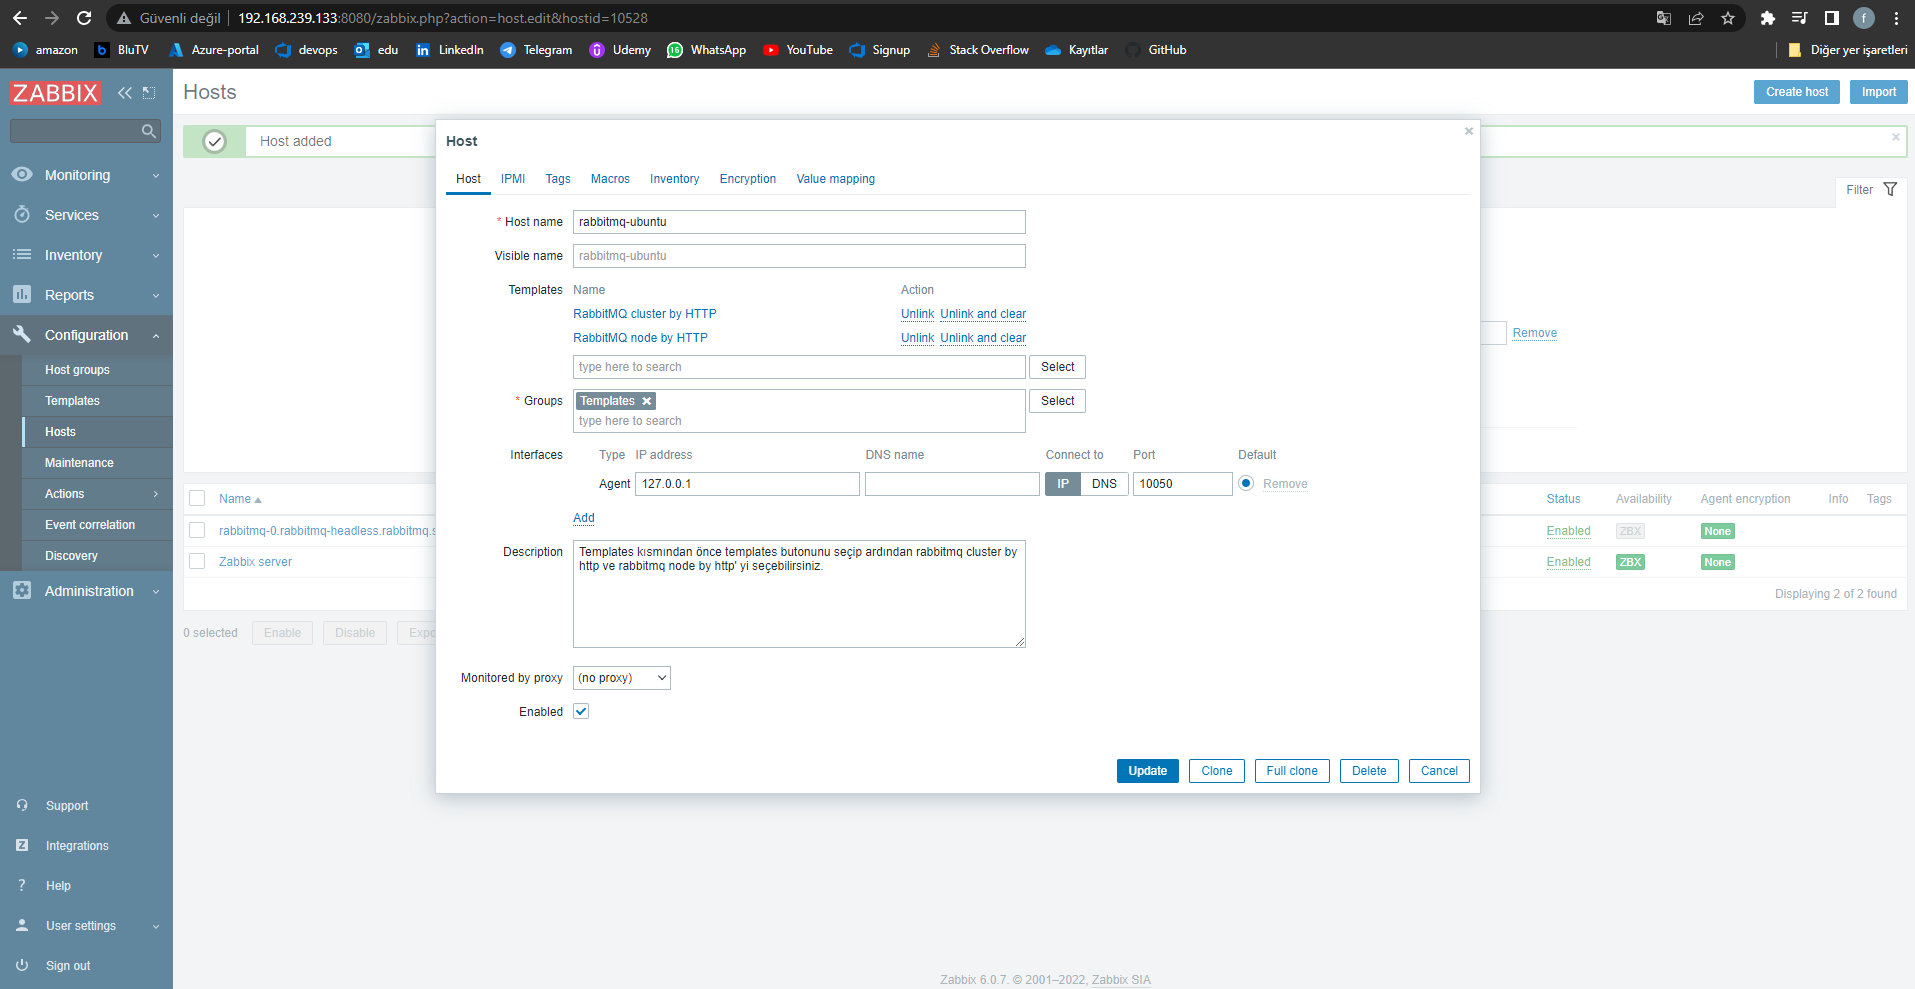 Güvenli değil
192.168.239.133:8080/zabbix.php?action=host.edit&hostid=10528
f
amazon
b BluTV
Azure-portal
devops
edu
in LinkedIn
Telegram
Udemy
16 WhatsApp
YouTube
Signup
Stack Overflow
Kayıtlar
GitHub
Diğer yer işaretleri
ZABBIX
Hosts
Create host
Import
Host added
Monitoring
Services
Inventory
Reports
Configuration
Host groups
Templates
Hosts
Maintenance
Actions
Event correlation
Discovery
Administration
Support
Z Integrations
? Help
User settings
Sign out
Filter
Remove
Host
Host IPMI Tags Macros Inventory Encryption Value mapping
* Host name rabbitmq-ubuntu
Visible name rabbitmq-ubuntu
Templates Name Action
RabbitMQ cluster by HTTP Unlink Unlink and clear
RabbitMQ node by HTTP Unlink Unlink and clear
type here to search Select
* Groups Templates Select
type here to search
Interfaces Type IP address DNS name Connect to Port Default
Agent 127.0.0.1 IP DNS 10050 Remove
Add
Description Templates kısmından önce templates butonunu seçip ardından rabbitmq cluster by
http ve rabbitmq node by http' yi seçebilirsiniz.
Monitored by proxy (no proxy)
Enabled
Update Clone Full clone Delete Cancel
Name Status Availability Agent encryption Info Tags
rabbitmq-0.rabbitmq-headless.rabbitmq.s Enabled ZBX None
Zabbix server Enabled ZBX None
Displaying 2 of 2 found
0 selected Enable Disable Expo
Zabbix 6.0.7. © 2001–2022, Zabbix SIA